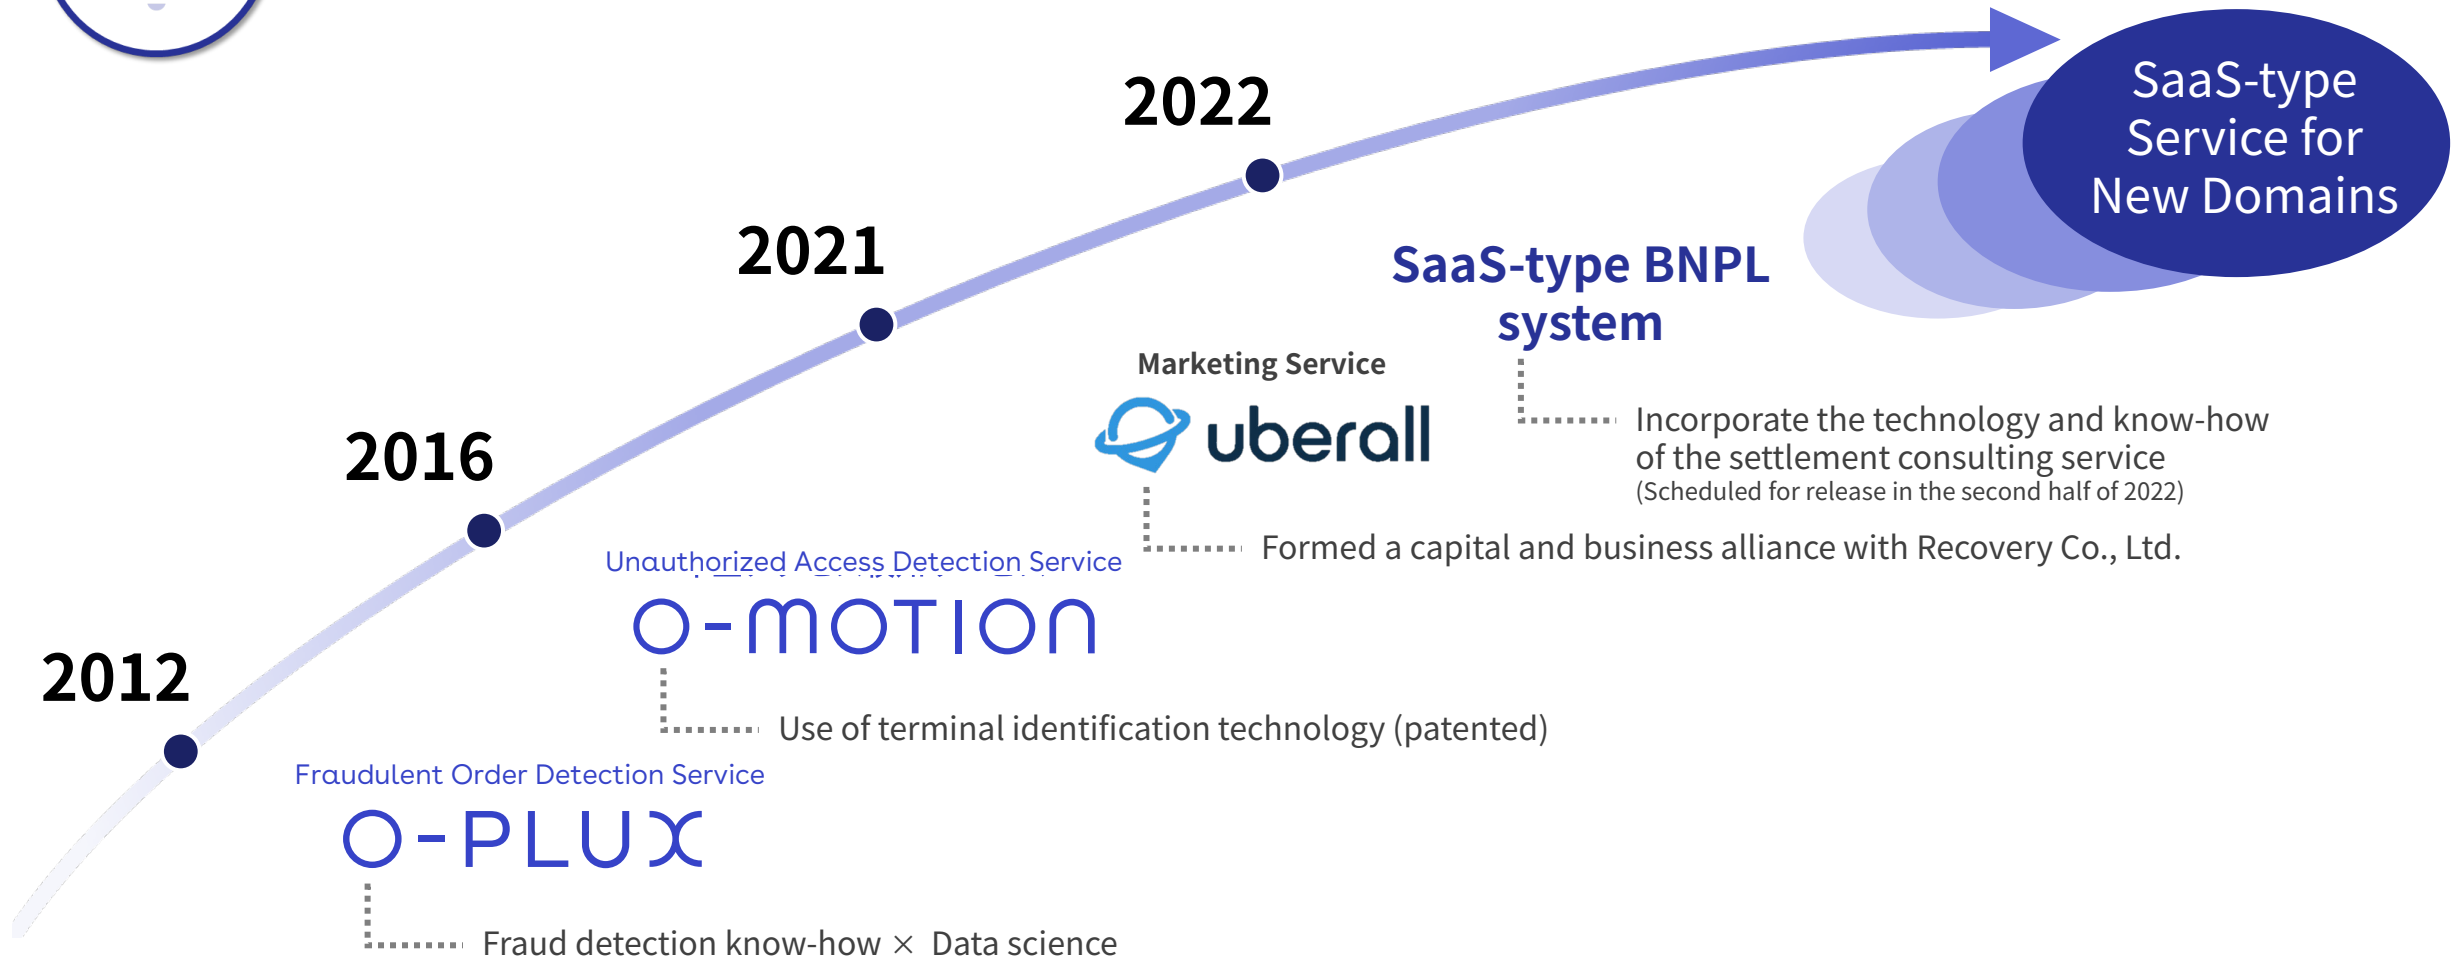 2022
SaaS-type
Service for
New Domains
2021
SaaS-type BNPL
system
Marketing Service
uberall
Incorporate the technology and know-how
of the settlement consulting service
(Scheduled for release in the second half of 2022)
Formed a capital and business alliance with Recovery Co., Ltd.
2016
Unauthorized Access Detection Service
O-MOTION
Use of terminal identification technology (patented)
2012
Fraudulent Order Detection Service
O-PLUX
Fraud detection know-how × Data science